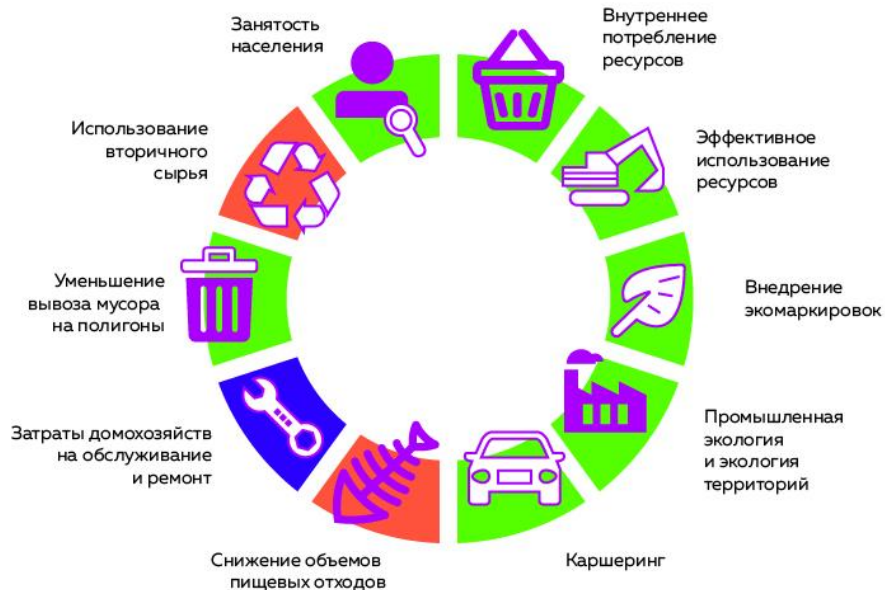 Занятость
населения
Внутреннее
потребление
ресурсов
Использование
вторичного
сырья
Эффективное
использование
ресурсов
Уменьшение
вывоза мусора
на полигоны
Внедрение
экомаркировок
Затраты домохозяйств
на обслуживание
и ремонт
Промышленная
экология
и экология
территорий
Снижение объемов
пищевых отходов
Каршеринг